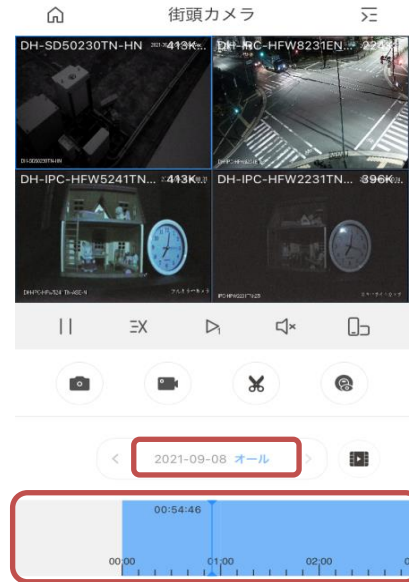 街頭カメラ
DH-SD50230TN-HN 413K...
DH-IPC-HFW8231EN... 224K...
DH-IPC-HFW5241TN... 413K...
DH-IPC-HFW2231TN... 396K...
2021-09-08 オール
00:54:46
00:00 01:00 02:00